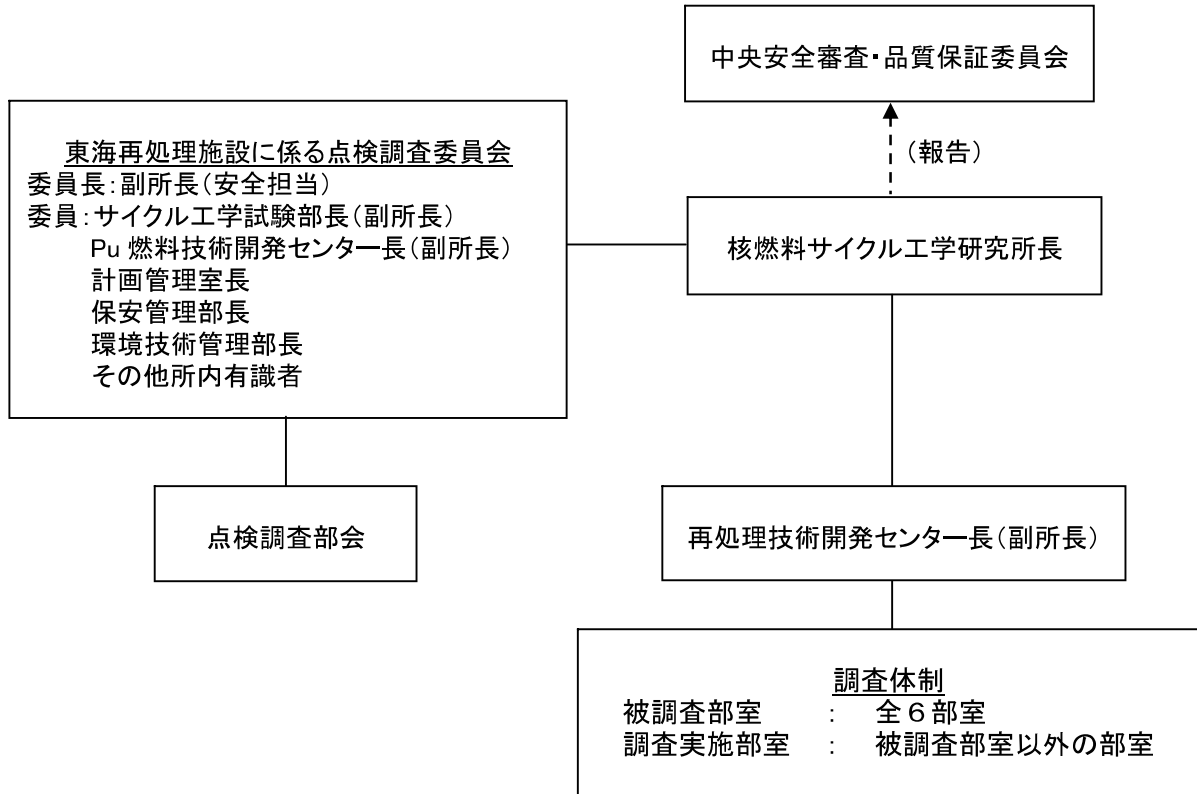 中央安全審査・品質保証委員会
(報告)
東海再処理施設に係る点検調査委員会
委員長:副所長(安全担当)
委員:サイクル工学試験部長(副所長)
Pu 燃料技術開発センター長(副所長)
計画管理室長
保安管理部長
環境技術管理部長
その他所内有識者
核燃料サイクル工学研究所長
点検調査部会
再処理技術開発センター長(副所長)
調査体制
被調査部室 : 全6部室
調査実施部室 : 被調査部室以外の部室